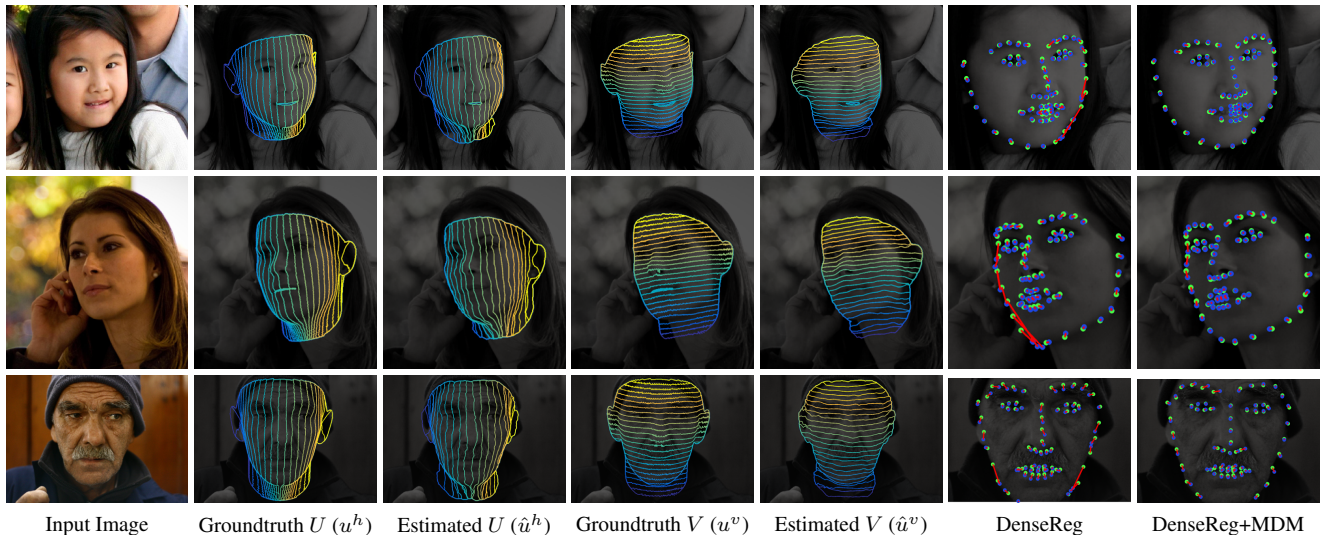 Input Image
Groundtruth U (u^h)
Estimated U (û^h)
Groundtruth V (u^v)
Estimated V (û^v)
DenseReg
DenseReg+MDM